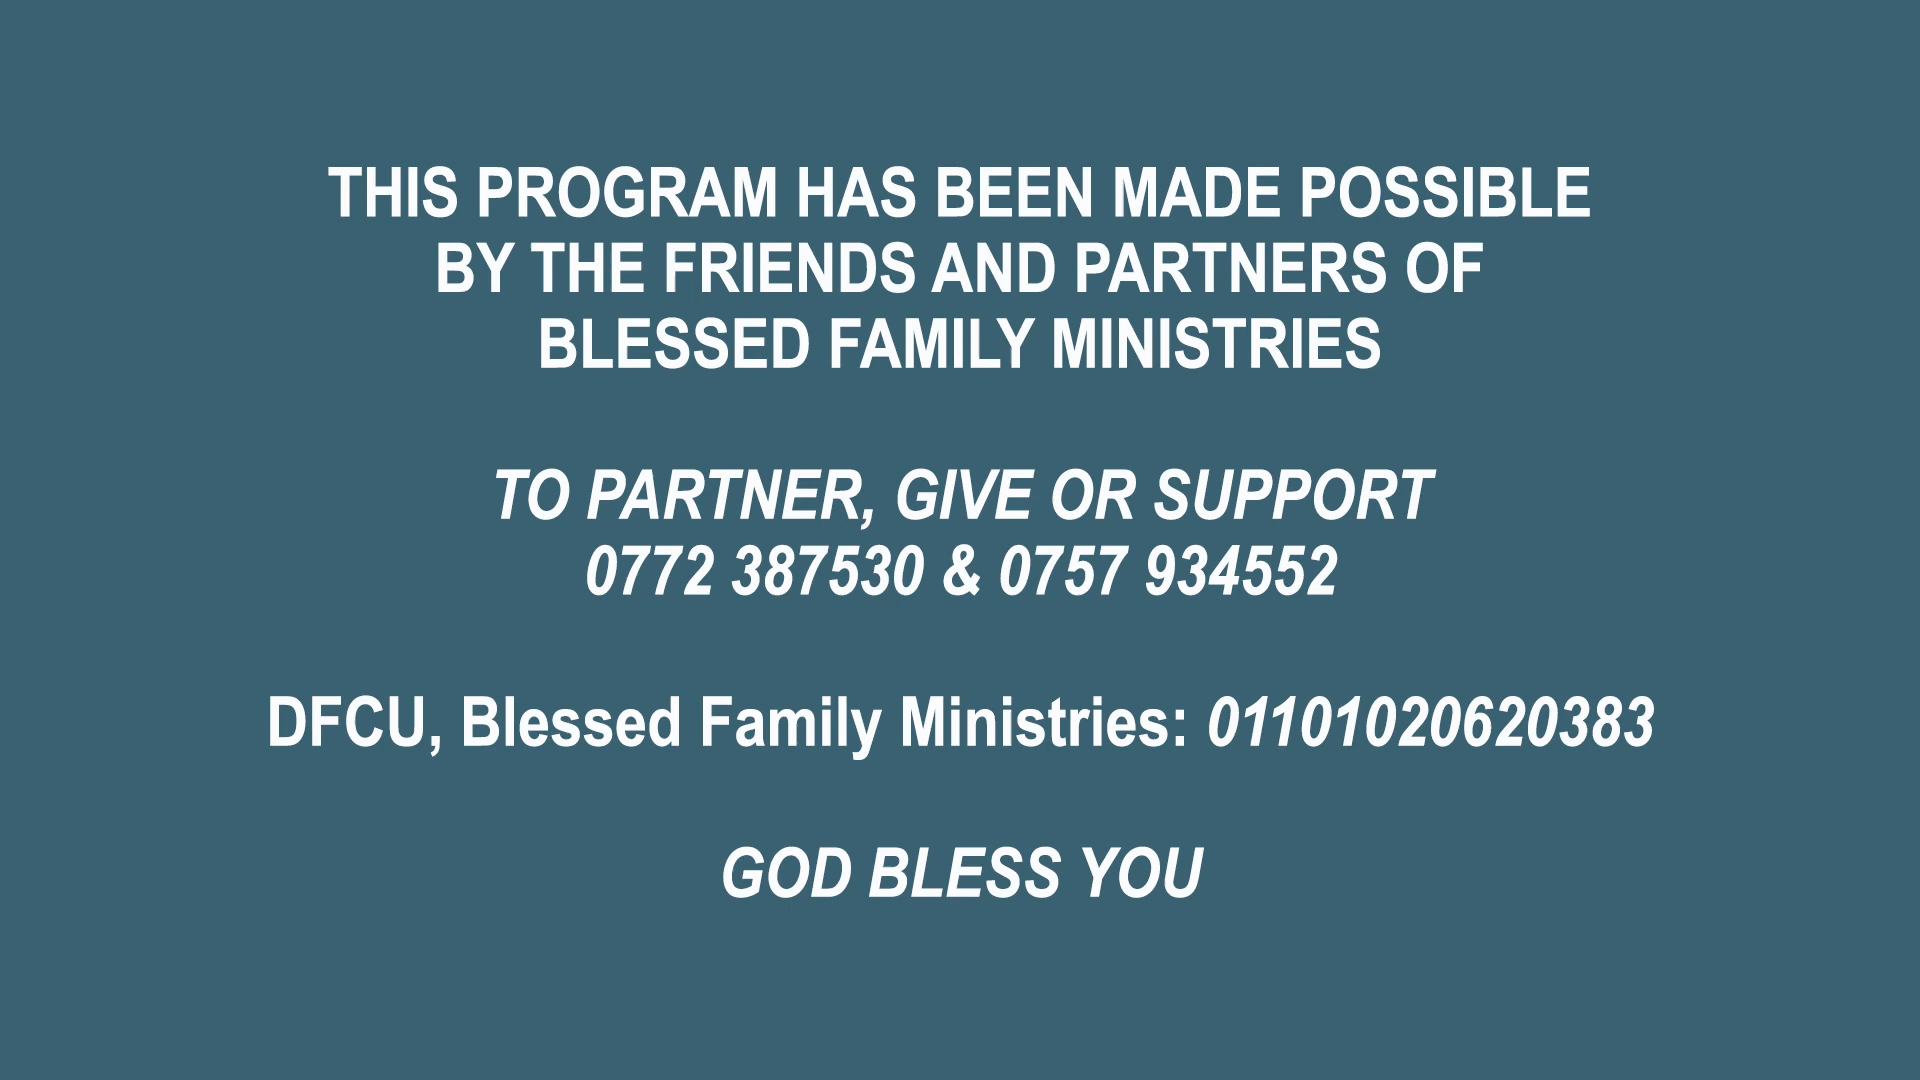 THIS PROGRAM HAS BEEN MADE POSSIBLE
BY THE FRIENDS AND PARTNERS OF
BLESSED FAMILY MINISTRIES
TO PARTNER, GIVE OR SUPPORT
0772 387530 & 0757 934552
DFCU, Blessed Family Ministries: 01101020620383
GOD BLESS YOU